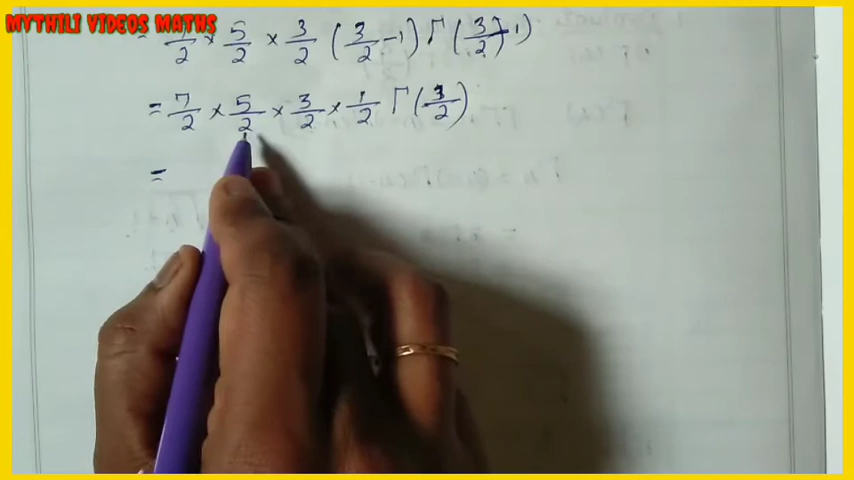 MYTHILI VIDEOS MATHS
= 7/2 × 5/2 × 3/2 (3/2 - 1) Γ(3/2 - 1)
= 7/2 × 5/2 × 3/2 × 1/2 Γ(3/2)
=